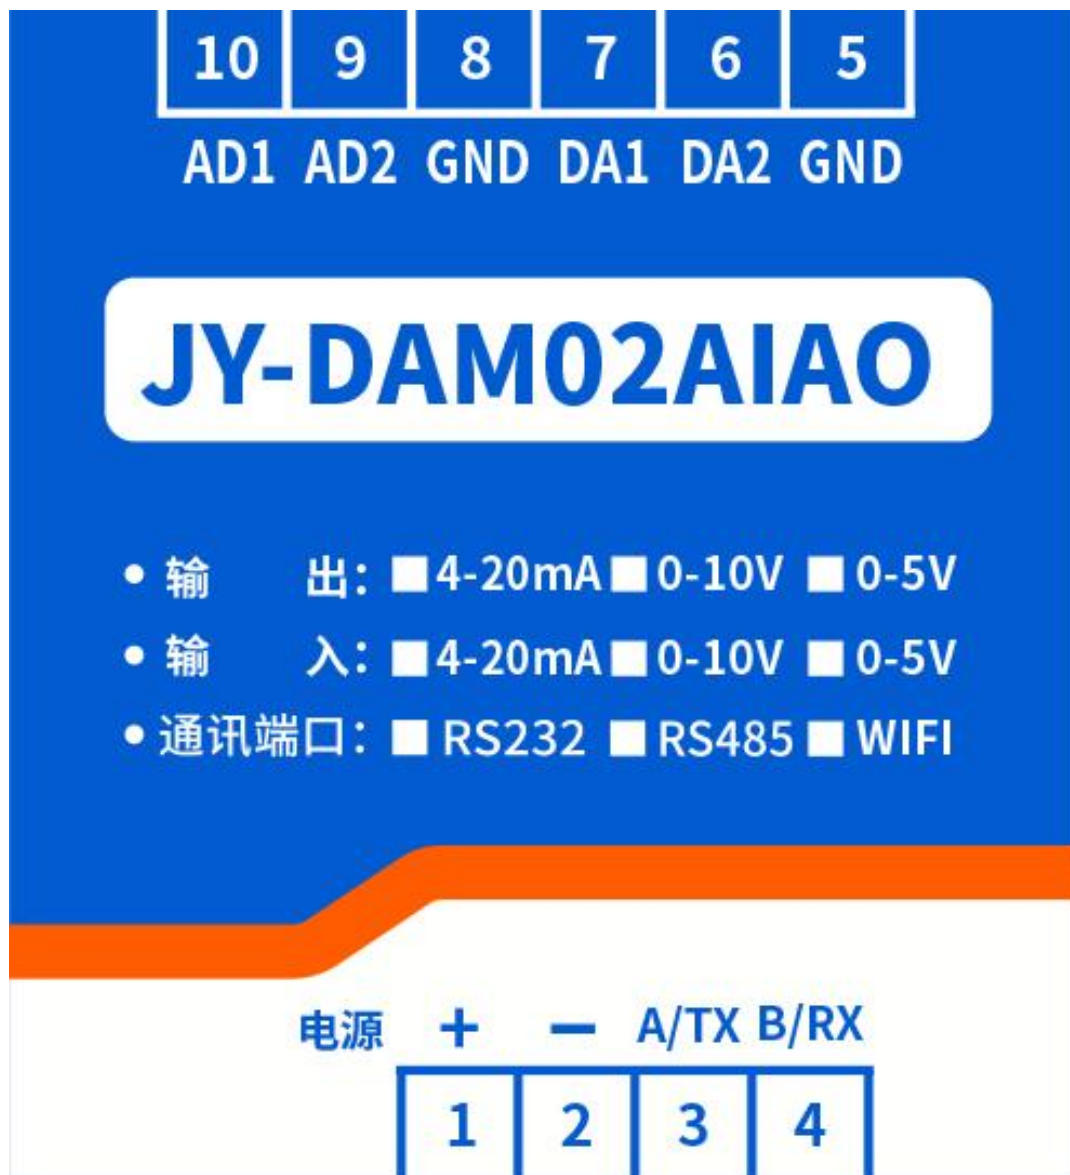 10 9 8 7 6 5
AD1 AD2 GND DA1 DA2 GND
JY-DAM02AIAO
• 输 出: ■ 4-20mA ■ 0-10V ■ 0-5V
• 输 入: ■ 4-20mA ■ 0-10V ■ 0-5V
• 通讯端口: ■ RS232 ■ RS485 ■ WIFI
电源 + − A/TX B/RX
1 2 3 4